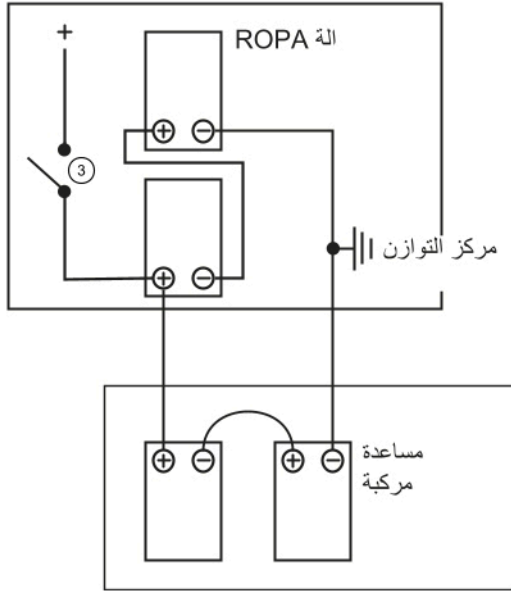 الة ROPA
+
3
+ −
+ −
مركز التوازن
+ − + −
مساعدة
مركبة